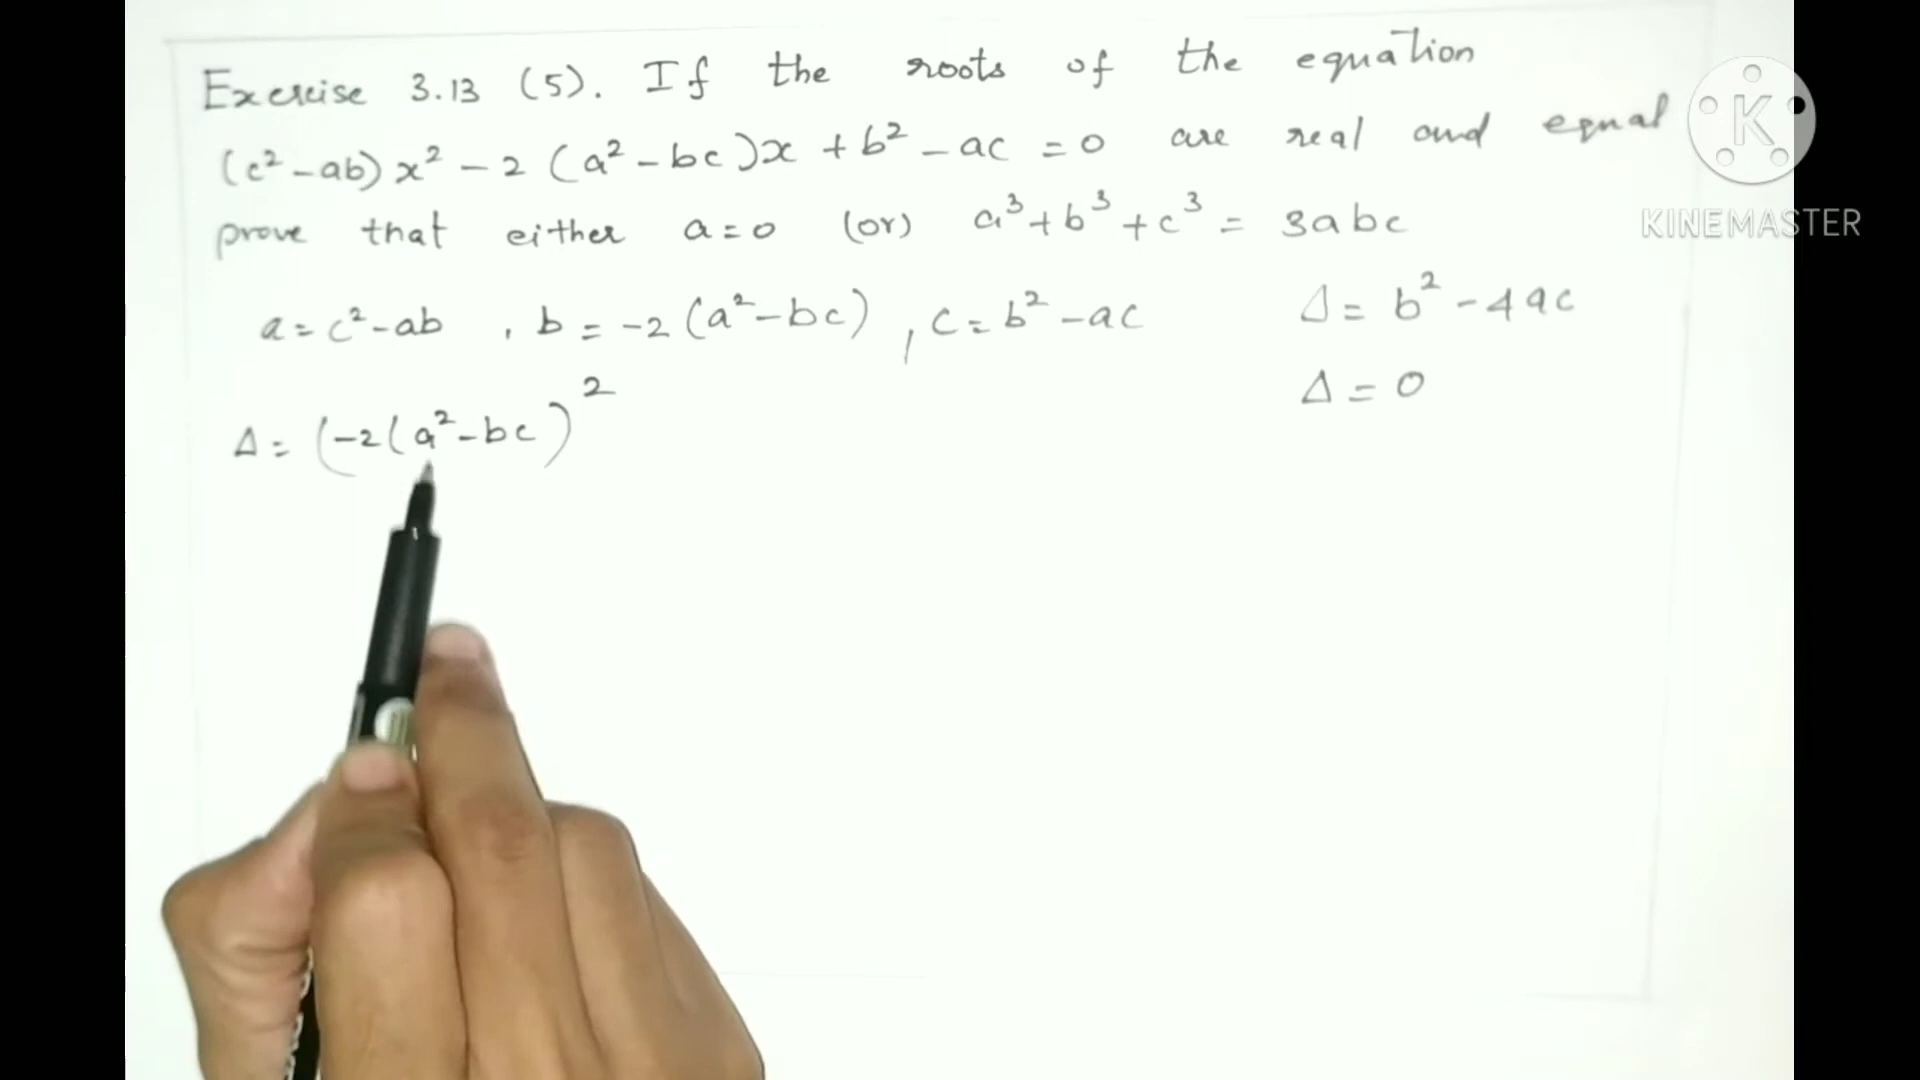 Exercise 3.13 (5). If the roots of the equation
(c² - ab) x² - 2 (a² - bc)x + b² - ac = 0 are real and equal
prove that either a = 0 (or) a³ + b³ + c³ = 3abc
a = c² - ab , b = -2 (a² - bc) , c = b² - ac
Δ = b² - 4ac
Δ = 0
Δ = (-2(a² - bc)²
K
KINEMASTER